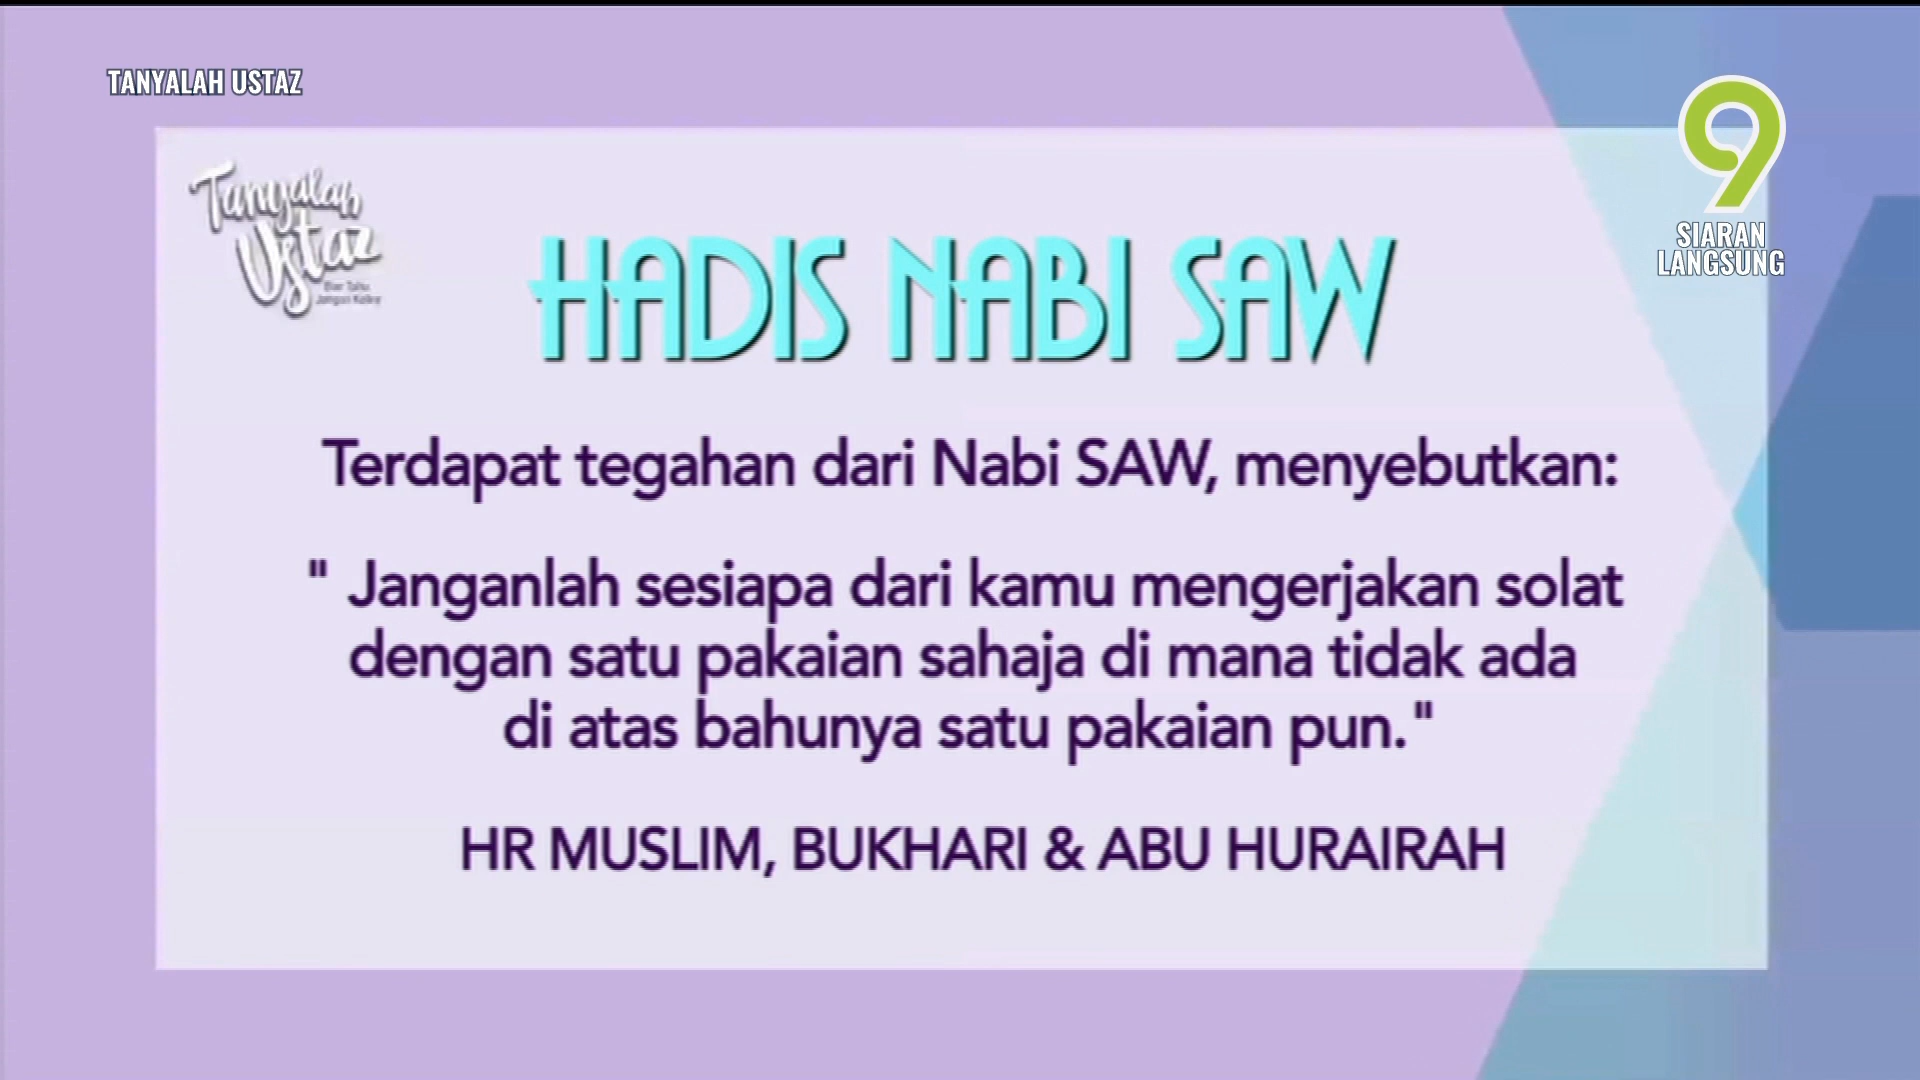 TANYALAH USTAZ
9
SIARAN
LANGSUNG
Tanyalah
Ustaz
Biar Tahu
HADIS NABI SAW
Terdapat tegahan dari Nabi SAW, menyebutkan:
" Janganlah sesiapa dari kamu mengerjakan solat
dengan satu pakaian sahaja di mana tidak ada
di atas bahunya satu pakaian pun."
HR MUSLIM, BUKHARI & ABU HURAIRAH